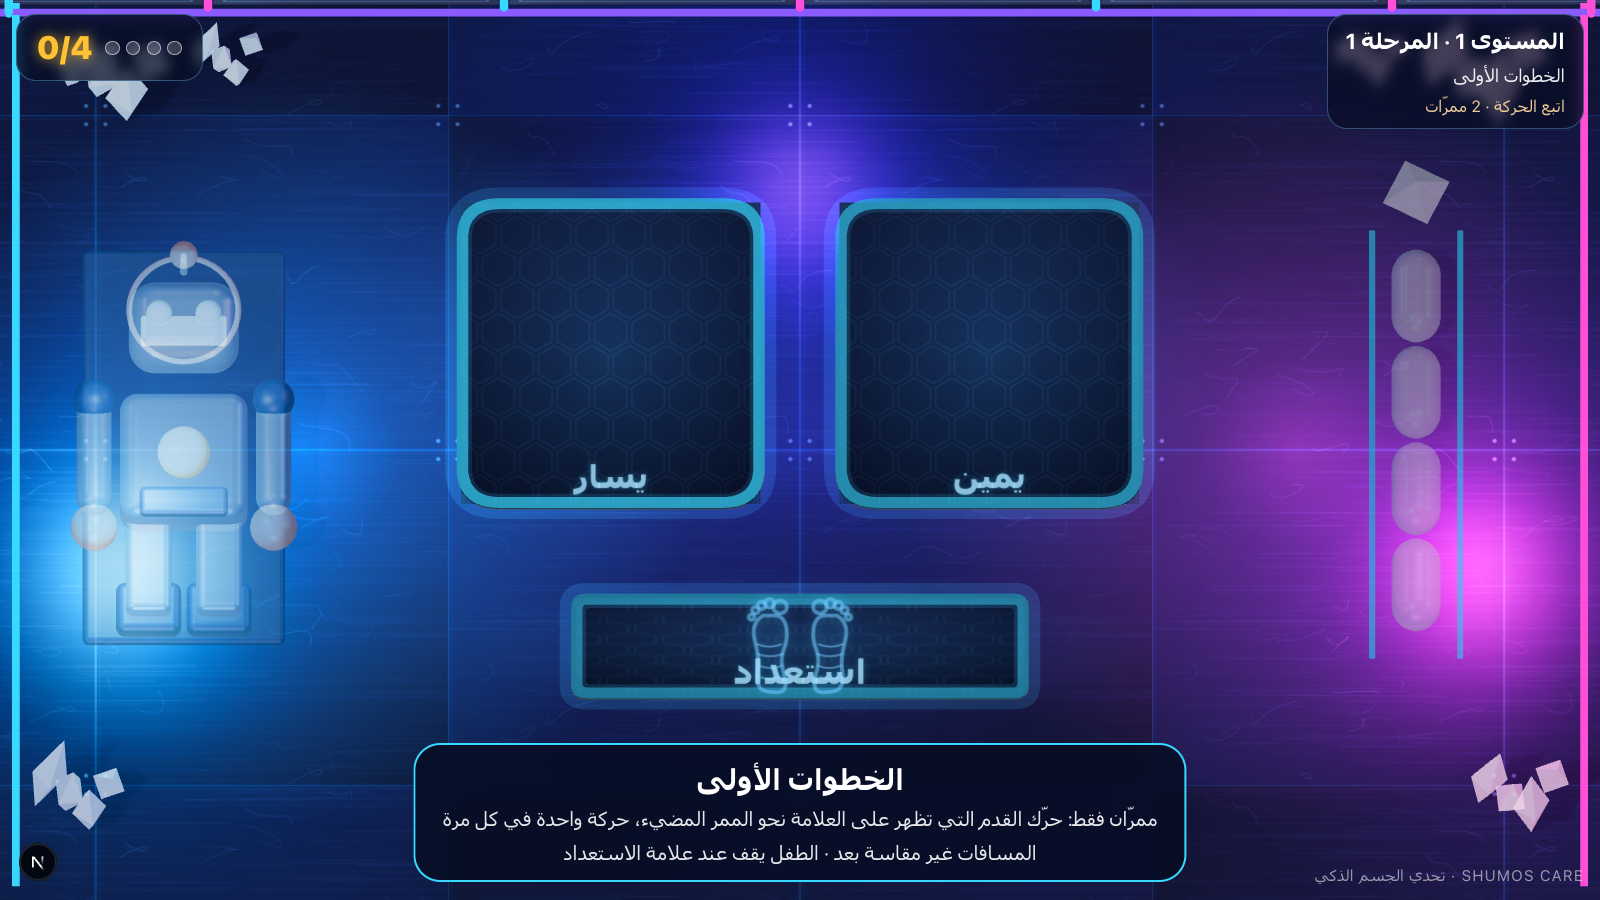 0/4
المستوى 1 · المرحلة 1
الخطوات الأولى
اتبع الحركة · 2 ممرّات
يسار
يمين
استعداد
الخطوات الأولى
ممرّان فقط: حرّك القدم التي تظهر على العلامة نحو الممر المضيء، حركة واحدة في كل مرة
المسافات غير مقاسة بعد · الطفل يقف عند علامة الاستعداد
N
SHUMOS CARE · تحدي الجسم الذكي